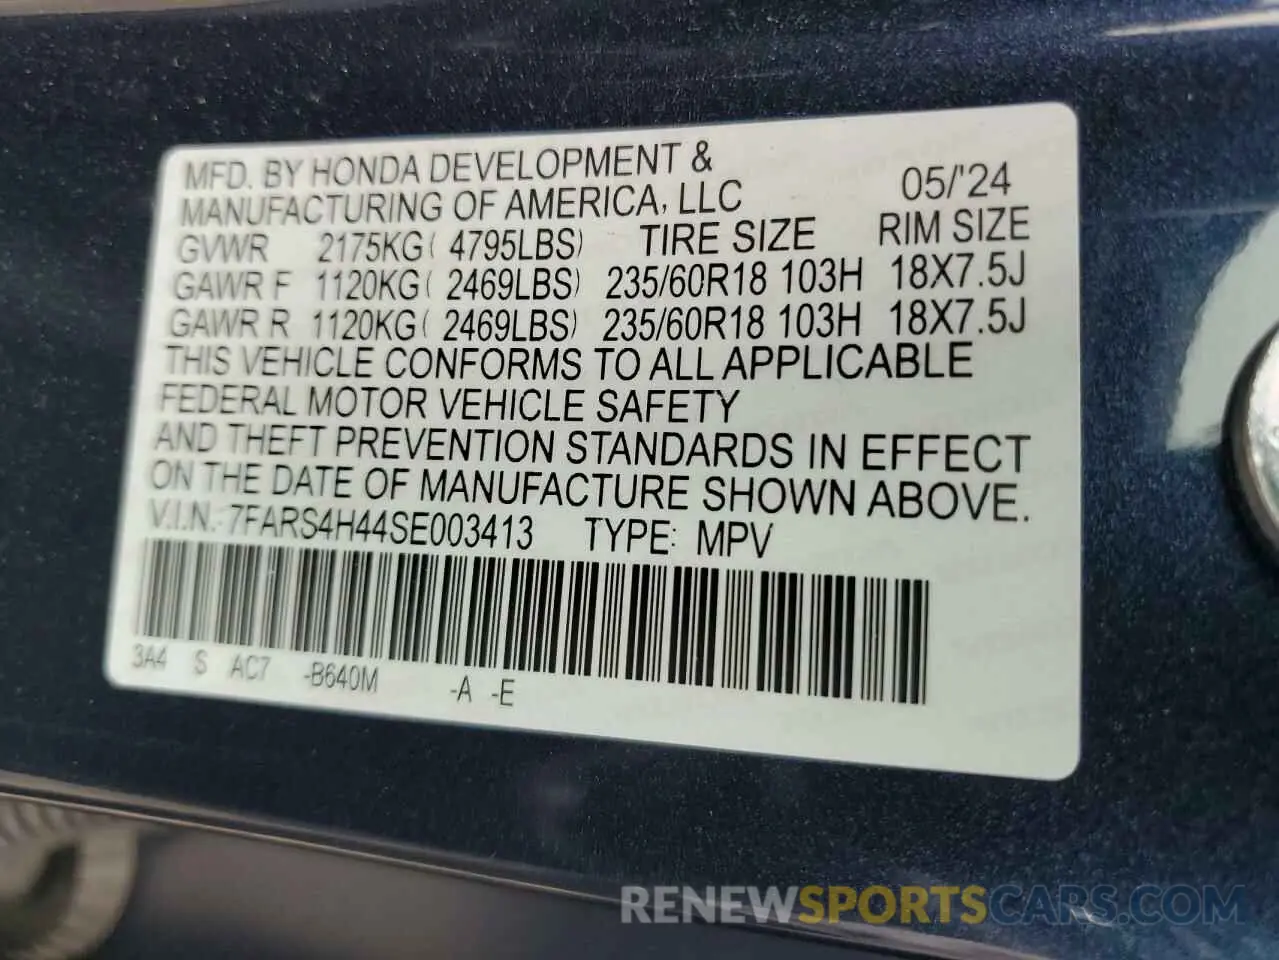 MFD. BY HONDA DEVELOPMENT &
MANUFACTURING OF AMERICA, LLC 05/'24
GVWR 2175KG( 4795LBS) TIRE SIZE RIM SIZE
GAWR F 1120KG( 2469LBS) 235/60R18 103H 18X7.5J
GAWR R 1120KG( 2469LBS) 235/60R18 103H 18X7.5J
THIS VEHICLE CONFORMS TO ALL APPLICABLE
FEDERAL MOTOR VEHICLE SAFETY
AND THEFT PREVENTION STANDARDS IN EFFECT
ON THE DATE OF MANUFACTURE SHOWN ABOVE.
V.I.N.: 7FARS4H44SE003413 TYPE: MPV
3A4 S AC7 -B640M -A -E
RENEWSPORTSCARS.COM